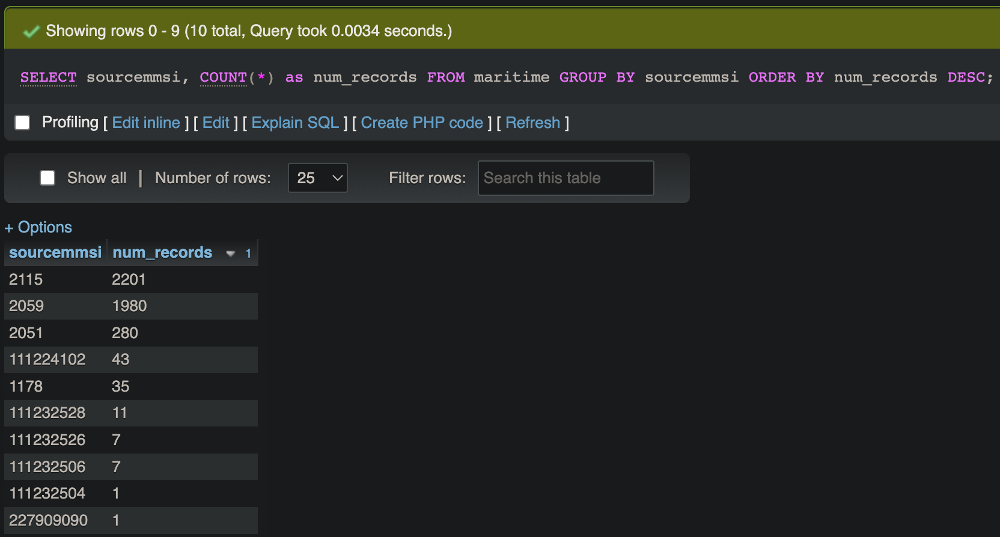 Showing rows 0 - 9 (10 total, Query took 0.0034 seconds.)
SELECT sourcemmsi, COUNT(*) as num_records FROM maritime GROUP BY sourcemmsi ORDER BY num_records DESC;
Profiling [ Edit inline ] [ Edit ] [ Explain SQL ] [ Create PHP code ] [ Refresh ]
Show all | Number of rows: 25 Filter rows: Search this table
+ Options
sourcemmsi num_records 1
2115 2201
2059 1980
2051 280
111224102 43
1178 35
111232528 11
111232526 7
111232506 7
111232504 1
227909090 1